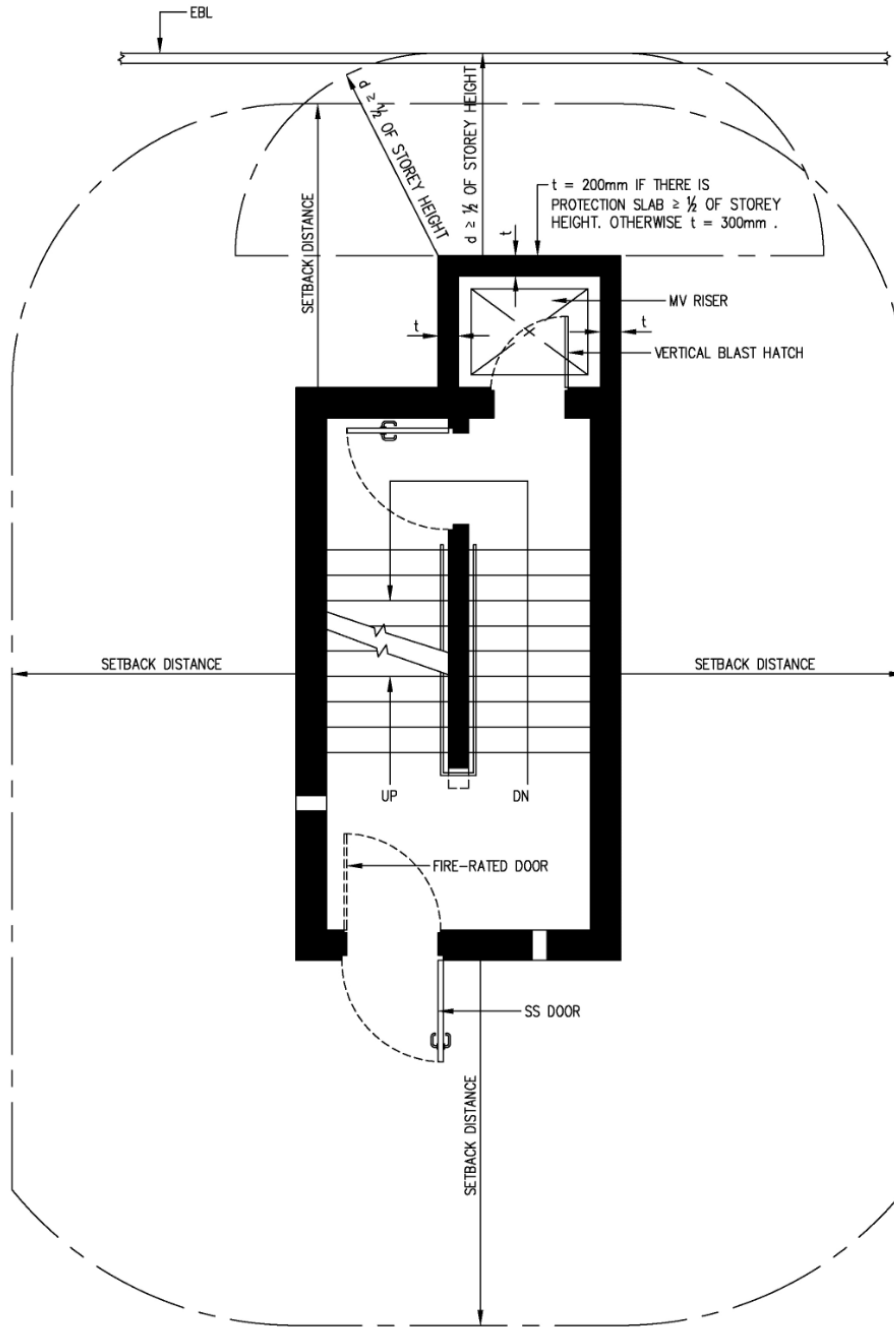 EBL
d ≥ ½ OF STOREY HEIGHT
d ≥ ½ OF STOREY HEIGHT
SETBACK DISTANCE
t = 200mm IF THERE IS
PROTECTION SLAB ≥ ½ OF STOREY
HEIGHT. OTHERWISE t = 300mm .
t
MV RISER
t
t
VERTICAL BLAST HATCH
SETBACK DISTANCE
SETBACK DISTANCE
UP
DN
FIRE-RATED DOOR
SS DOOR
SETBACK DISTANCE